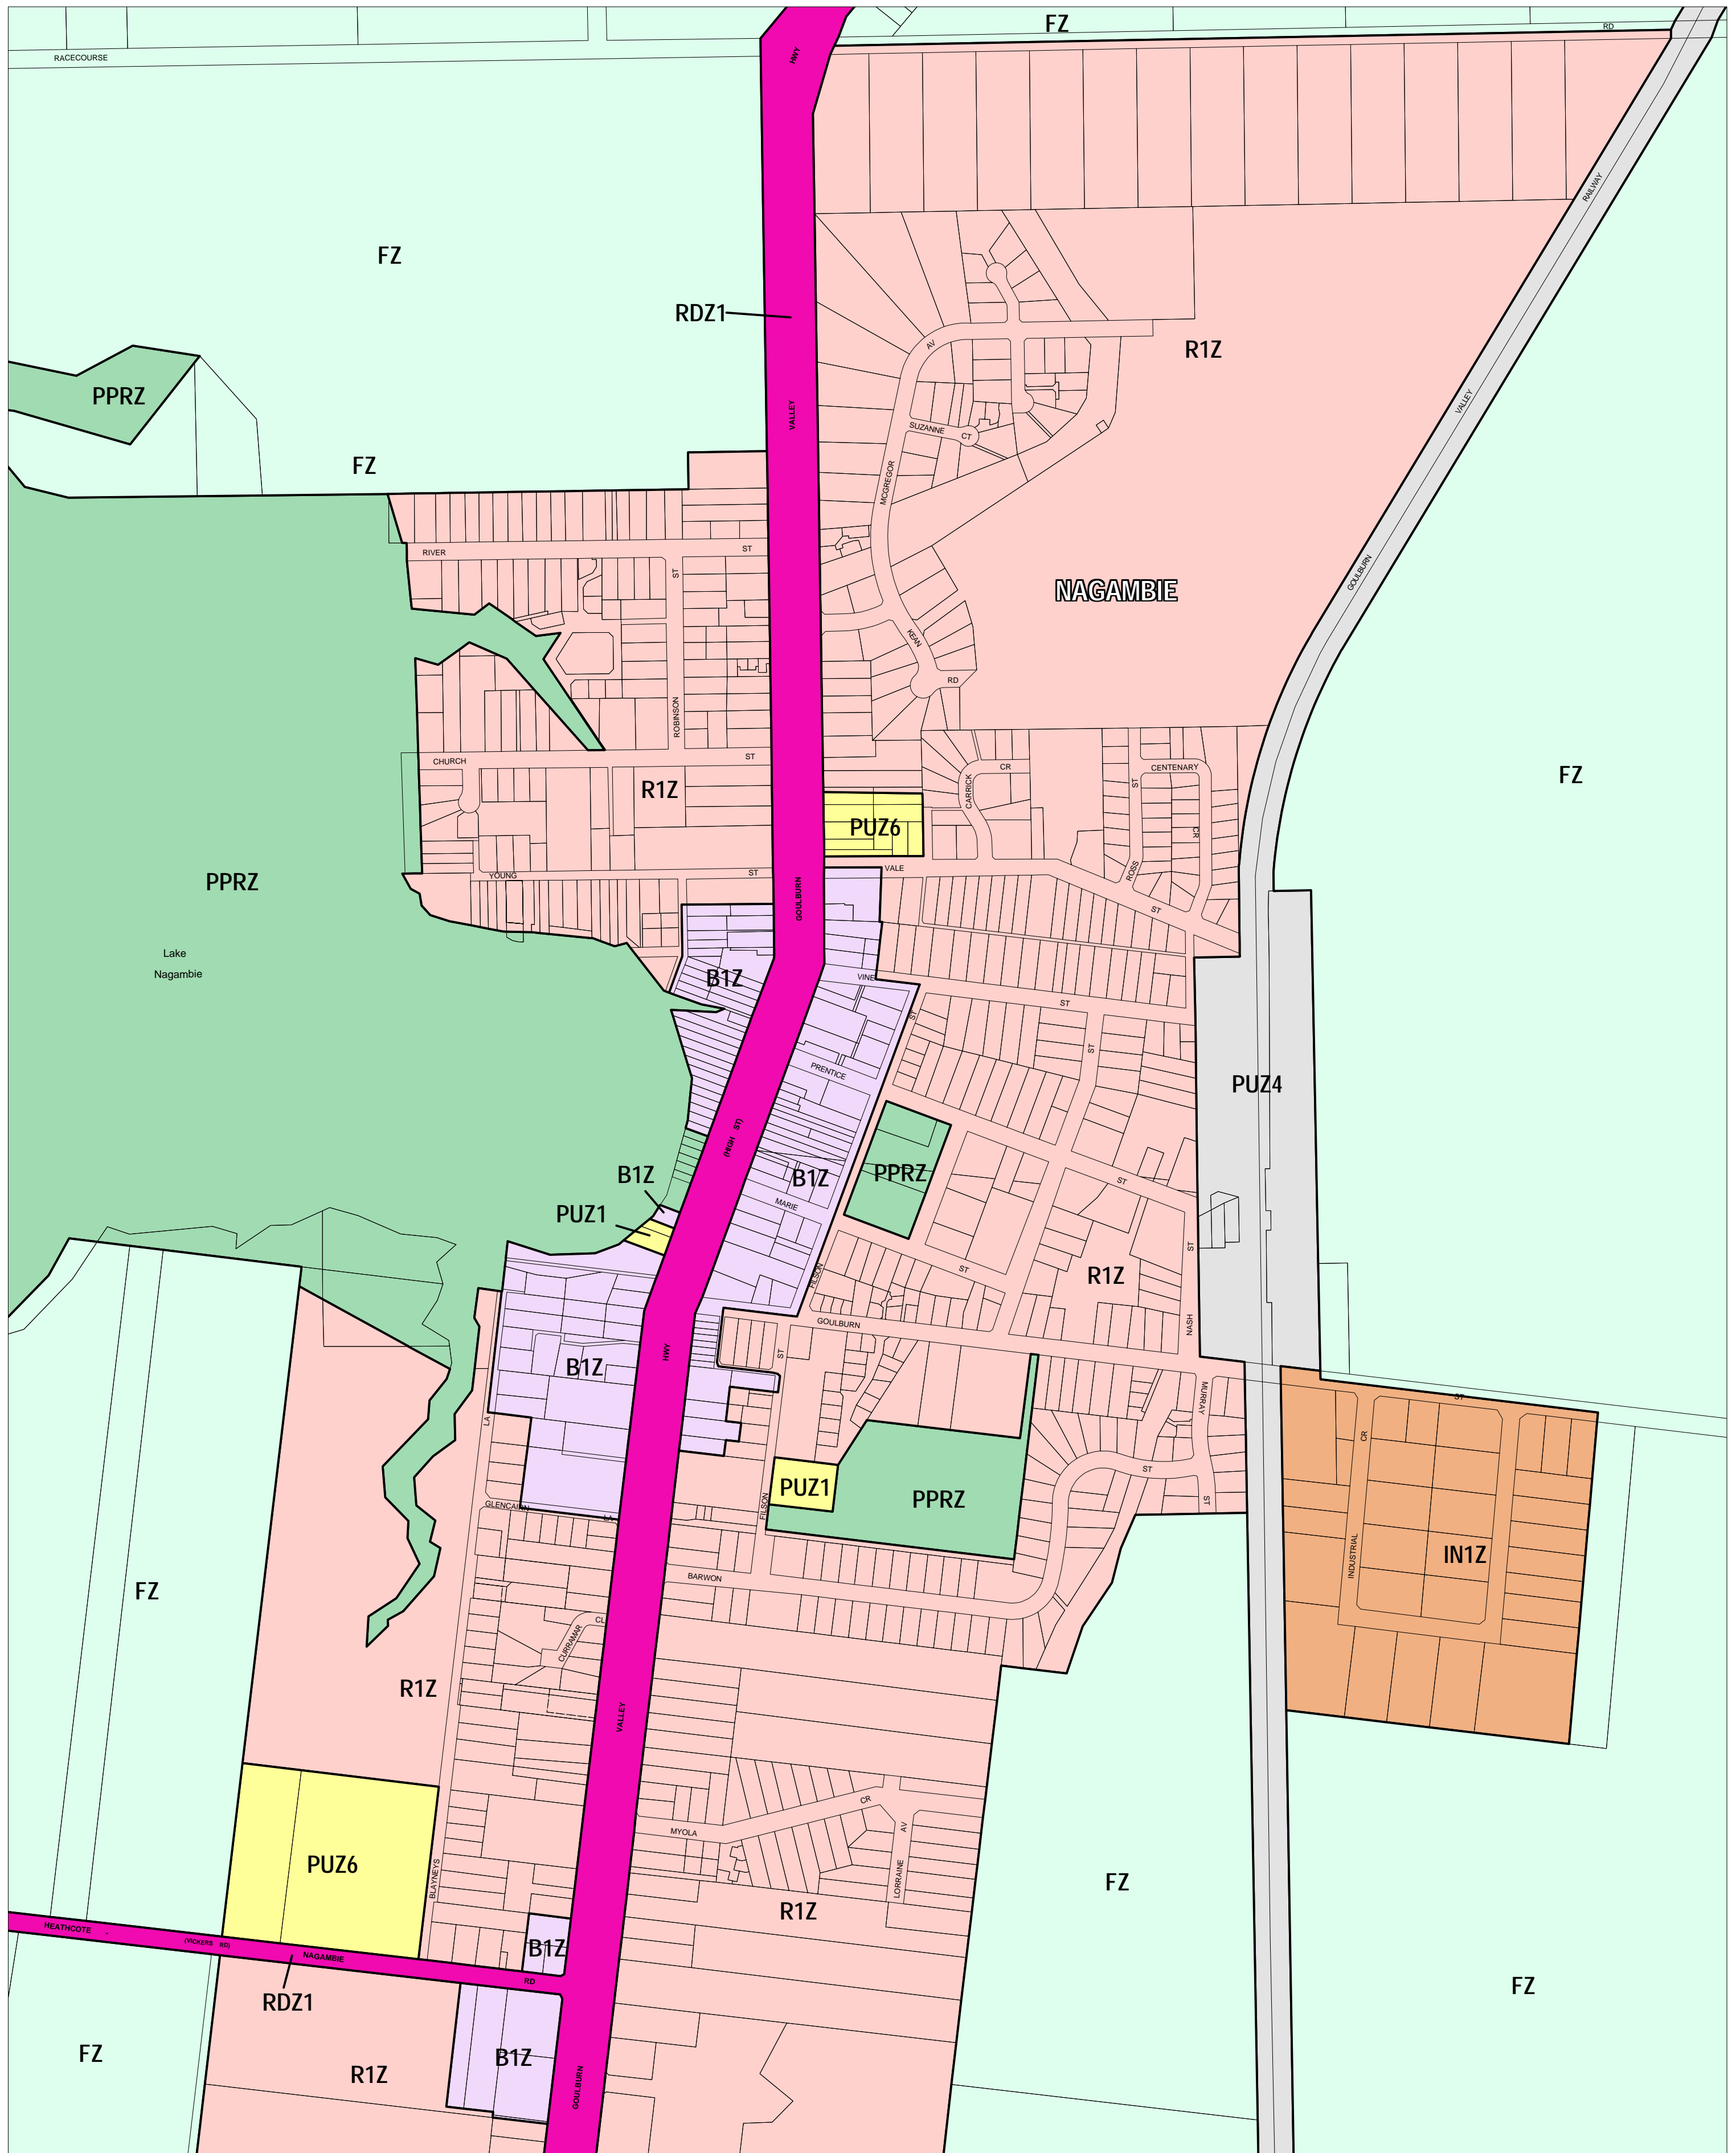 FZ
RD
RACECOURSE
HWY
RAILWAY
FZ
RDZ1
AV
R1Z
PPRZ
VALLEY
VALLEY
SUZANNE
CT
FZ
MCGREGOR
RIVER
ST
ST
GOULBURN
NAGAMBIE
KEAN
RD
ROBINSON
CHURCH
ST
CR
CENTENARY
FZ
R1Z
CARRICK
ST
PUZ6
CR
VALE
YOUNG
ST
ROSS
PPRZ
GOULBURN
ST
Lake
Nagambie
B1Z
VINE
ST
ST
ST
PRENTICE
PUZ4
(HIGH ST)
B1Z
B1Z
PPRZ
ST
MARIE
PUZ1
ST
ST
FILSON
R1Z
GOULBURN
NASH
HWY
ST
B1Z
MURRAY
ST
LA
CR
ST
PUZ1
PPRZ
GLENCAIRN
LA
FILSON
ST
INDUSTRIAL
IN1Z
BARWON
FZ
CL
CURRAMAR
R1Z
VALLEY
CR
MYOLA
AV
PUZ6
BLAYNEYS
LORRAINE
FZ
R1Z
HEATHCOTE
-
(VICKERS RD)
NAGAMBIE
B1Z
RD
RDZ1
FZ
FZ
B1Z
R1Z
GOULBURN